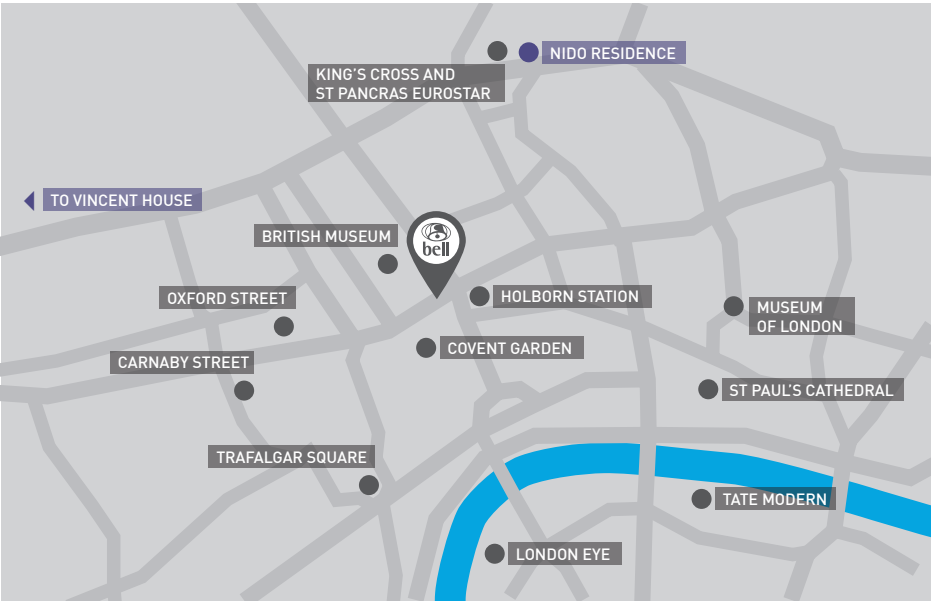 NIDO RESIDENCE
KING'S CROSS AND
ST PANCRAS EUROSTAR
TO VINCENT HOUSE
BRITISH MUSEUM
bell
OXFORD STREET
HOLBORN STATION
MUSEUM
OF LONDON
CARNABY STREET
COVENT GARDEN
ST PAUL'S CATHEDRAL
TRAFALGAR SQUARE
TATE MODERN
LONDON EYE